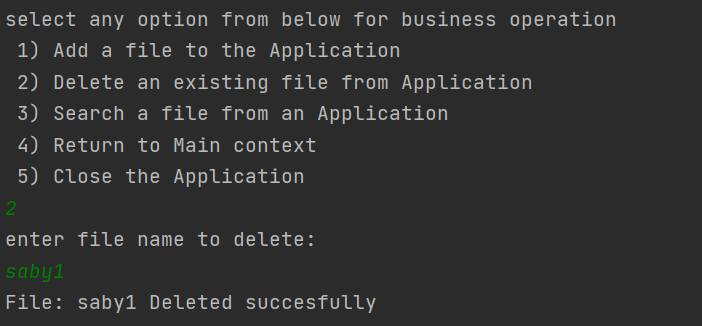 select any option from below for business operation
1) Add a file to the Application
2) Delete an existing file from Application
3) Search a file from an Application
4) Return to Main context
5) Close the Application
2
enter file name to delete:
saby1
File: saby1 Deleted succesfully